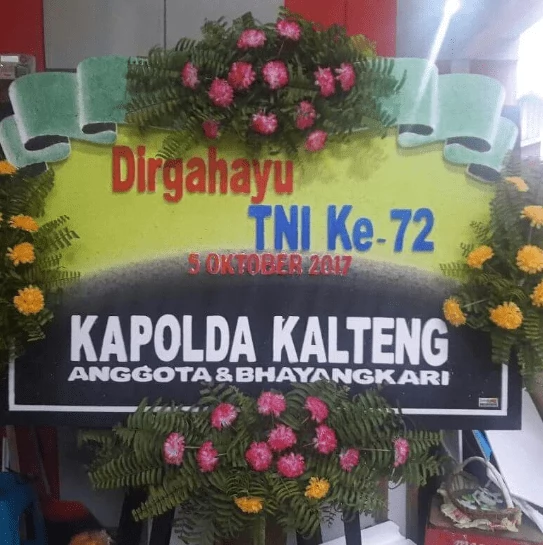 Dirgahayu
TNI Ke-72
5 OKTOBER 2017
KAPOLDA KALTENG
ANGGOTA & BHAYANGKARI